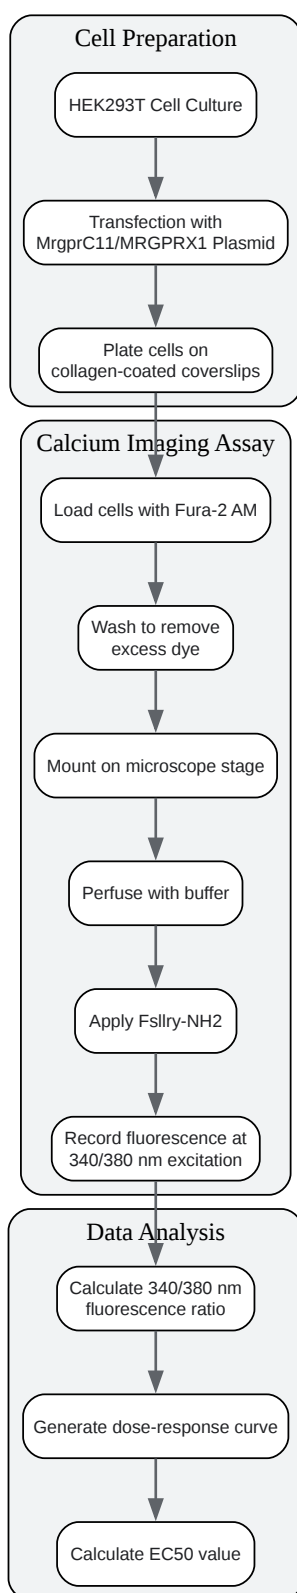 Cell Preparation
HEK293T Cell Culture
Transfection with
MrgprC11/MRGPRX1 Plasmid
Plate cells on
collagen-coated coverslips
Calcium Imaging Assay
Load cells with Fura-2 AM
Wash to remove
excess dye
Mount on microscope stage
Perfuse with buffer
Apply Fsllry-NH2
Record fluorescence at
340/380 nm excitation
Data Analysis
Calculate 340/380 nm
fluorescence ratio
Generate dose-response curve
Calculate EC50 value